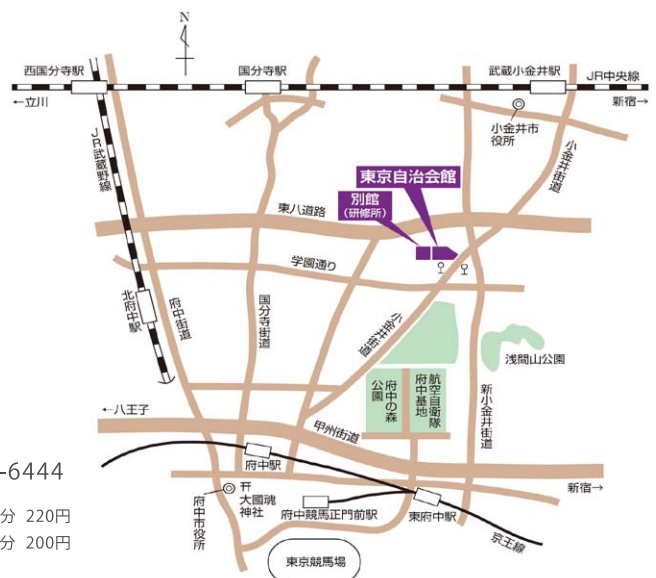 N
西国分寺駅
国分寺駅
武蔵小金井駅
JR中央線
←立川
新宿→
小金井市
役所
JR武蔵野線
小金井街道
東京自治会館
別館
(研修所)
東八道路
学園通り
北府中駅
府中街道
国分寺街道
小金井街道
浅間山公園
府中の森
公園
航空自衛隊
府中基地
新小金井街道
←八王子
甲州街道
-6444
府中駅
新宿→
分 220円
大國魂
神社
府中市役所
府中競馬正門前駅
東府中駅
分 200円
京王線
東京競馬場